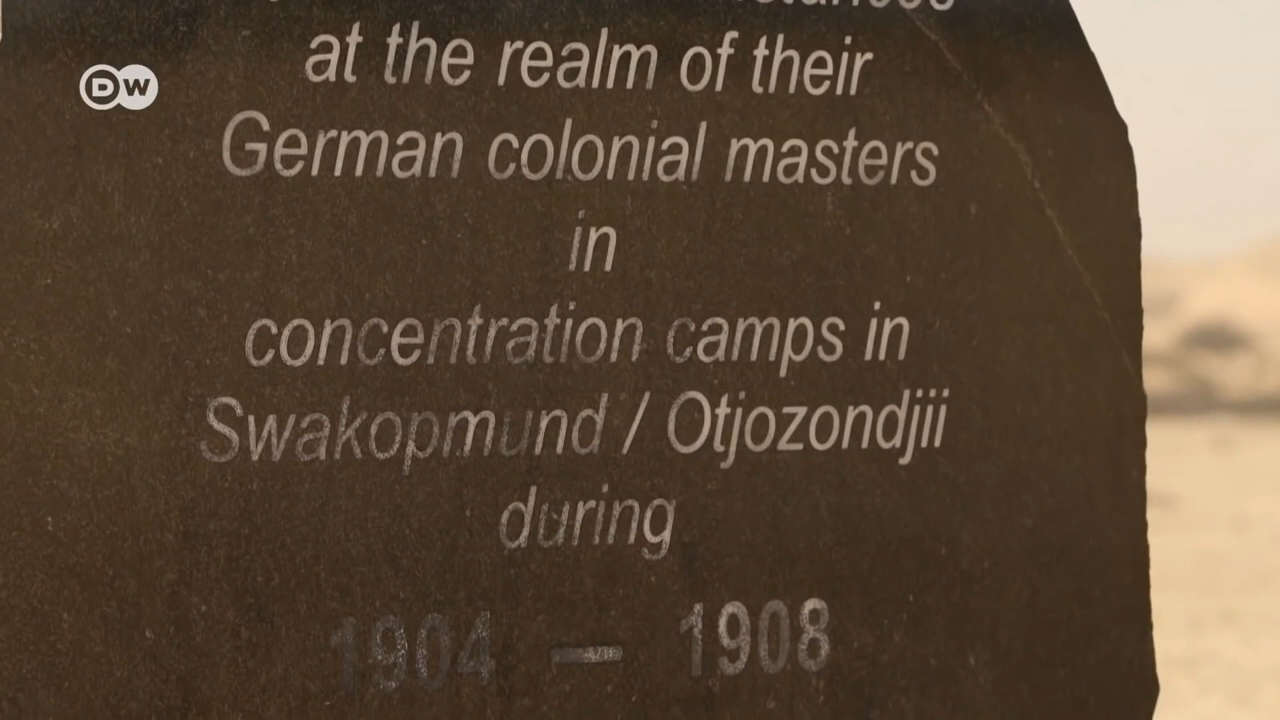 DW
at the realm of their
German colonial masters
in
concentration camps in
Swakopmund / Otjozondjii
during
1904 — 1908